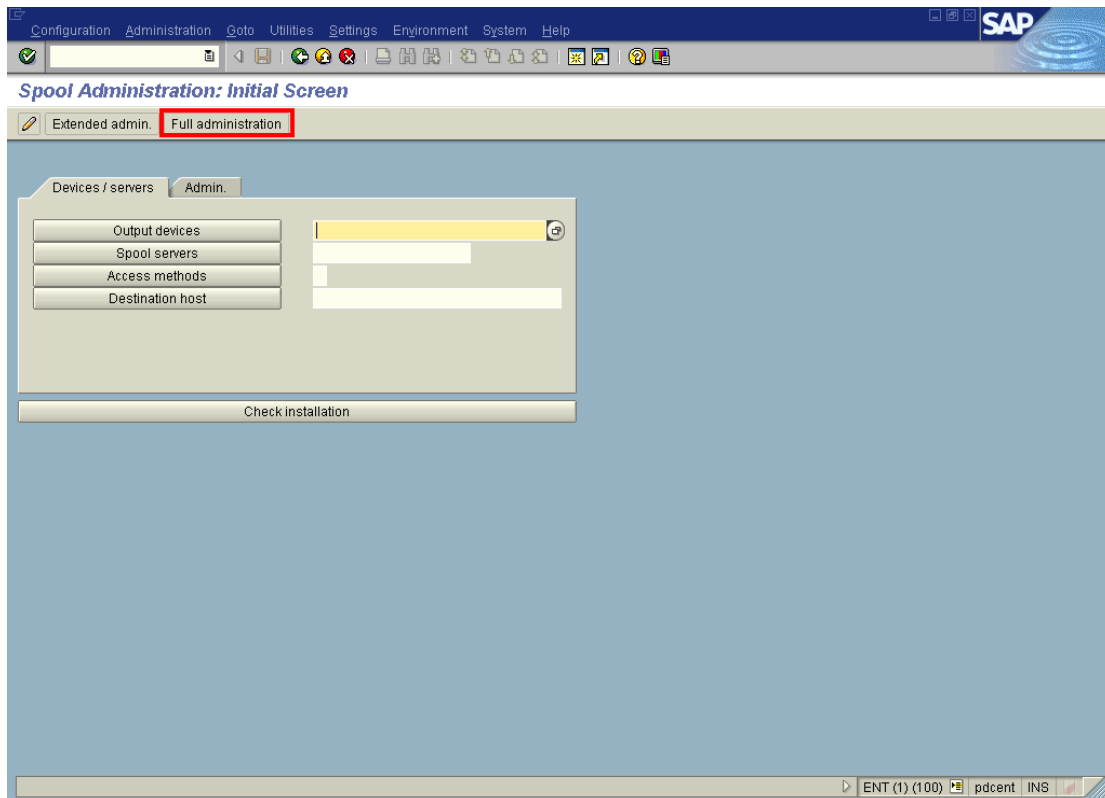 Configuration Administration Goto Utilities Settings Environment System Help
SAP
Spool Administration: Initial Screen
Extended admin. Full administration
Devices / servers Admin.
Output devices
Spool servers
Access methods
Destination host
Check installation
ENT (1) (100) pdcent INS